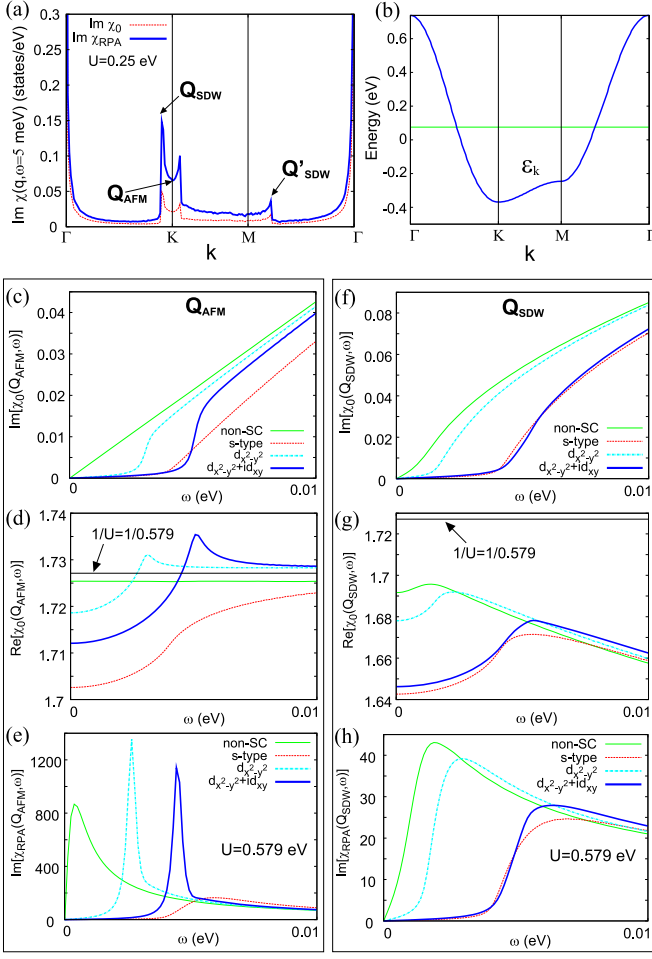 (a)
Im χ₀
Im χRPA
U=0.25 eV
QSDW
QAFM
Q'SDW
Im χ(q,ω=5 meV) (states/eV)
0.3
0.25
0.2
0.15
0.1
0.05
0
Γ K M Γ
k
(b)
Energy (eV)
0.4
0.2
0
-0.2
-0.4
εk
Γ K M Γ
k
(c)
QAFM
Im[χ₀(QAFM,ω)]
0.04
0.03
0.02
0.01
0
non-SC
s-type
dx²-y²
dx²-y²+idxy
0 ω (eV) 0.01
(d)
1/U=1/0.579
Re[χ₀(QAFM,ω)]
1.74
1.73
1.72
1.71
1.7
0 ω (eV) 0.01
(e)
Im[χRPA(QAFM,ω)]
1200
800
400
0
non-SC
s-type
dx²-y²
dx²-y²+idxy
U=0.579 eV
0 ω (eV) 0.01
(f)
QSDW
Im[χ₀(QSDW,ω)]
0.08
0.06
0.04
0.02
0
non-SC
s-type
dx²-y²
dx²-y²+idxy
0 ω (eV) 0.01
(g)
1/U=1/0.579
Re[χ₀(QSDW,ω)]
1.72
1.7
1.68
1.66
1.64
0 ω (eV) 0.01
(h)
Im[χRPA(QSDW,ω)]
40
30
20
10
0
non-SC
s-type
dx²-y²
dx²-y²+idxy
U=0.579 eV
0 ω (eV) 0.01